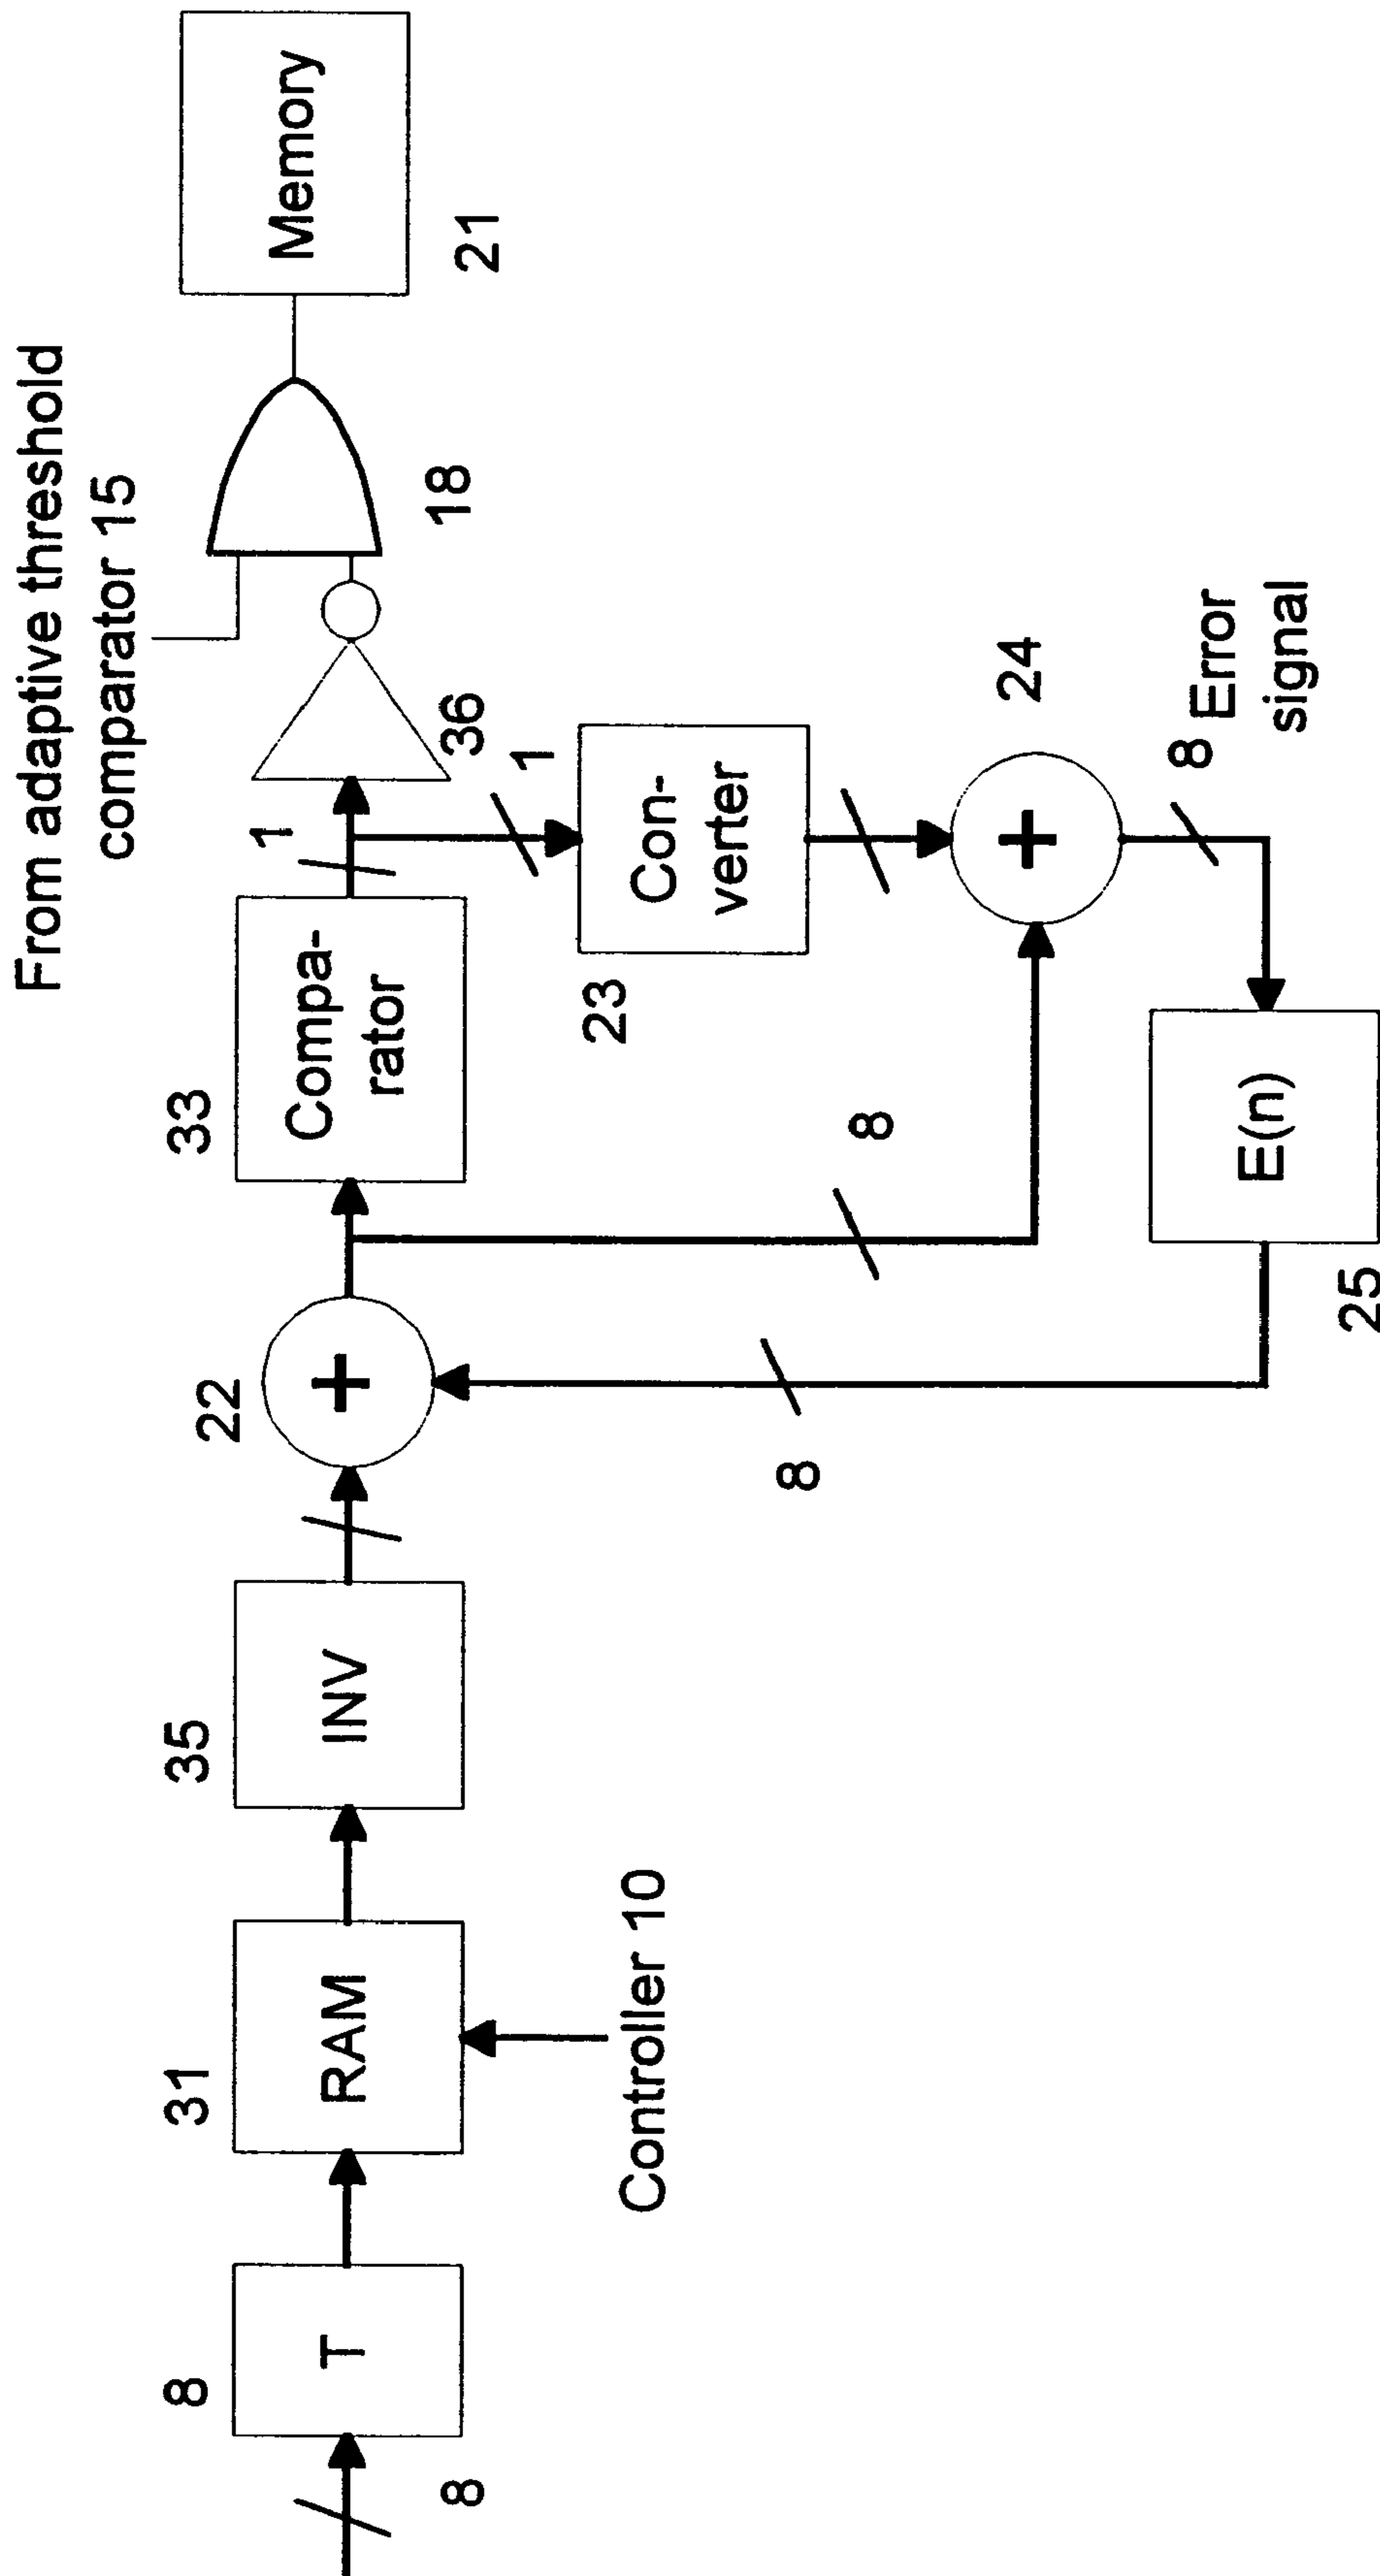 From adaptive threshold
comparator 15
Memory
21
18
36
1
1
33
Compa-
rator
23
Con-
verter
24
8
Error
signal
22
8
8
E(n)
25
35
INV
31
RAM
Controller 10
8
T
8